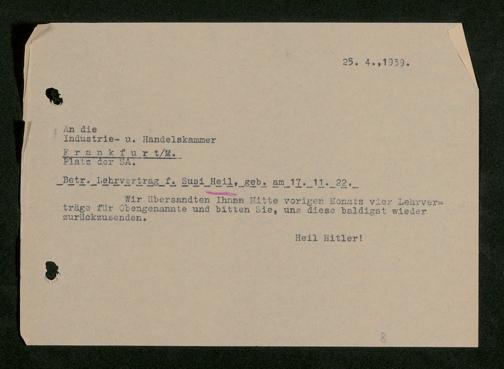 25. 4., 1939.
An die
Industrie- u. Handelskammer
Frankfurt/M.
Platz der SA.
Betr. Lehrvertrag f. Susi Heil, geb. am 17. 11. 22.
Wir übersandten Ihnen Mitte vorigen Monats vier Lehrver=
träge für Obengenannte und bitten Sie, uns diese baldigst wieder
zurückzusenden.
Heil Hitler!
8